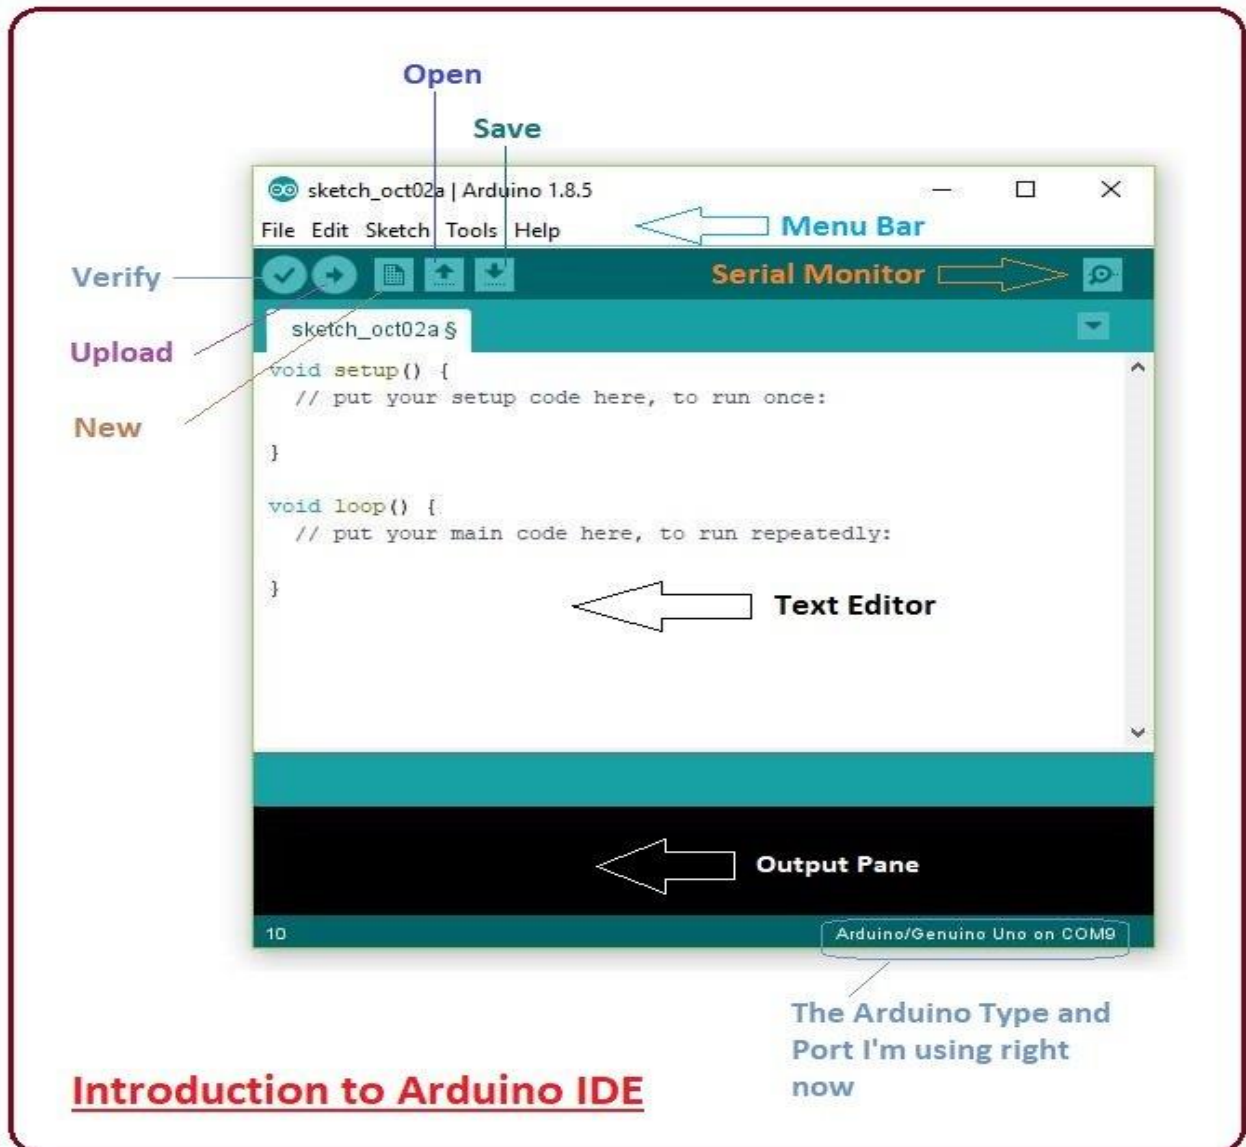 Open
Save
sketch_oct02a | Arduino 1.8.5
File Edit Sketch Tools Help
Menu Bar
Verify
Serial Monitor
sketch_oct02a §
Upload
void setup() {
// put your setup code here, to run once:
New
}
void loop() {
// put your main code here, to run repeatedly:
}
Text Editor
Output Pane
10
Arduino/Genuino Uno on COM9
The Arduino Type and
Port I'm using right
now
Introduction to Arduino IDE